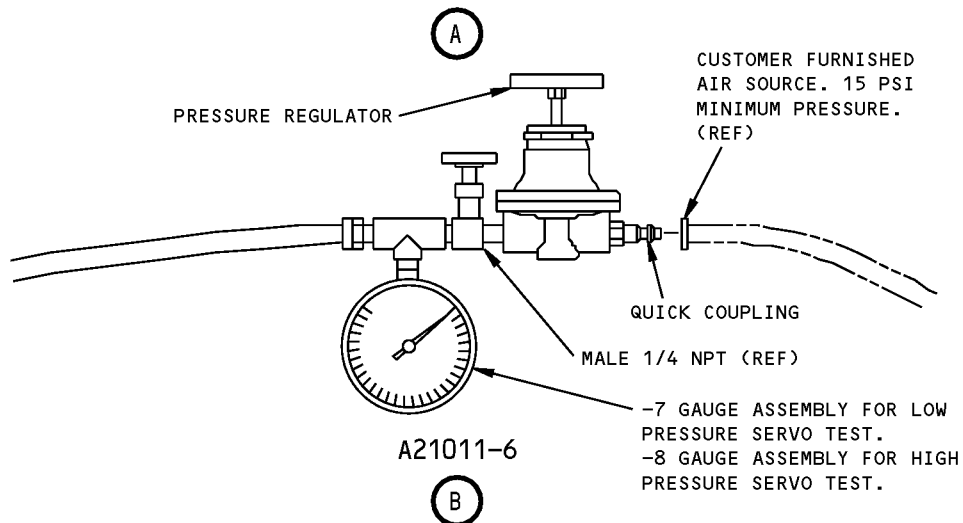 A
CUSTOMER FURNISHED
AIR SOURCE. 15 PSI
MINIMUM PRESSURE.
(REF)
PRESSURE REGULATOR
QUICK COUPLING
MALE 1/4 NPT (REF)
-7 GAUGE ASSEMBLY FOR LOW
PRESSURE SERVO TEST.
-8 GAUGE ASSEMBLY FOR HIGH
PRESSURE SERVO TEST.
A21011-6
B